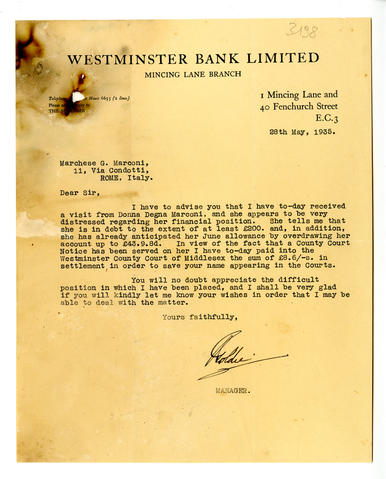 3198
WESTMINSTER BANK LIMITED
MINCING LANE BRANCH
House 6655 (2 lines)
1 Mincing Lane and
40 Fenchurch Street
E.C.3
28th May, 1935.
Marchese G. Marconi,
11, Via Condotti,
ROME, Italy.
Dear Sir,
I have to advise you that I have to-day received
a visit from Donna Degna Marconi, and she appears to be very
distressed regarding her financial position. She tells me that
she is in debt to the extent of at least £200. and, in addition,
she has already anticipated her June allowance by overdrawing her
account up to £43.9.8d. In view of the fact that a County Court
Notice has been served on her I have to-day paid into the
Westminster County Court of Middlesex the sum of £8.6/-s. in
settlement in order to save your name appearing in the Courts.
You will no doubt appreciate the difficult
position in which I have been placed, and I shall be very glad
if you will kindly let me know your wishes in order that I may be
able to deal with the matter.
Yours faithfully,
MANAGER.